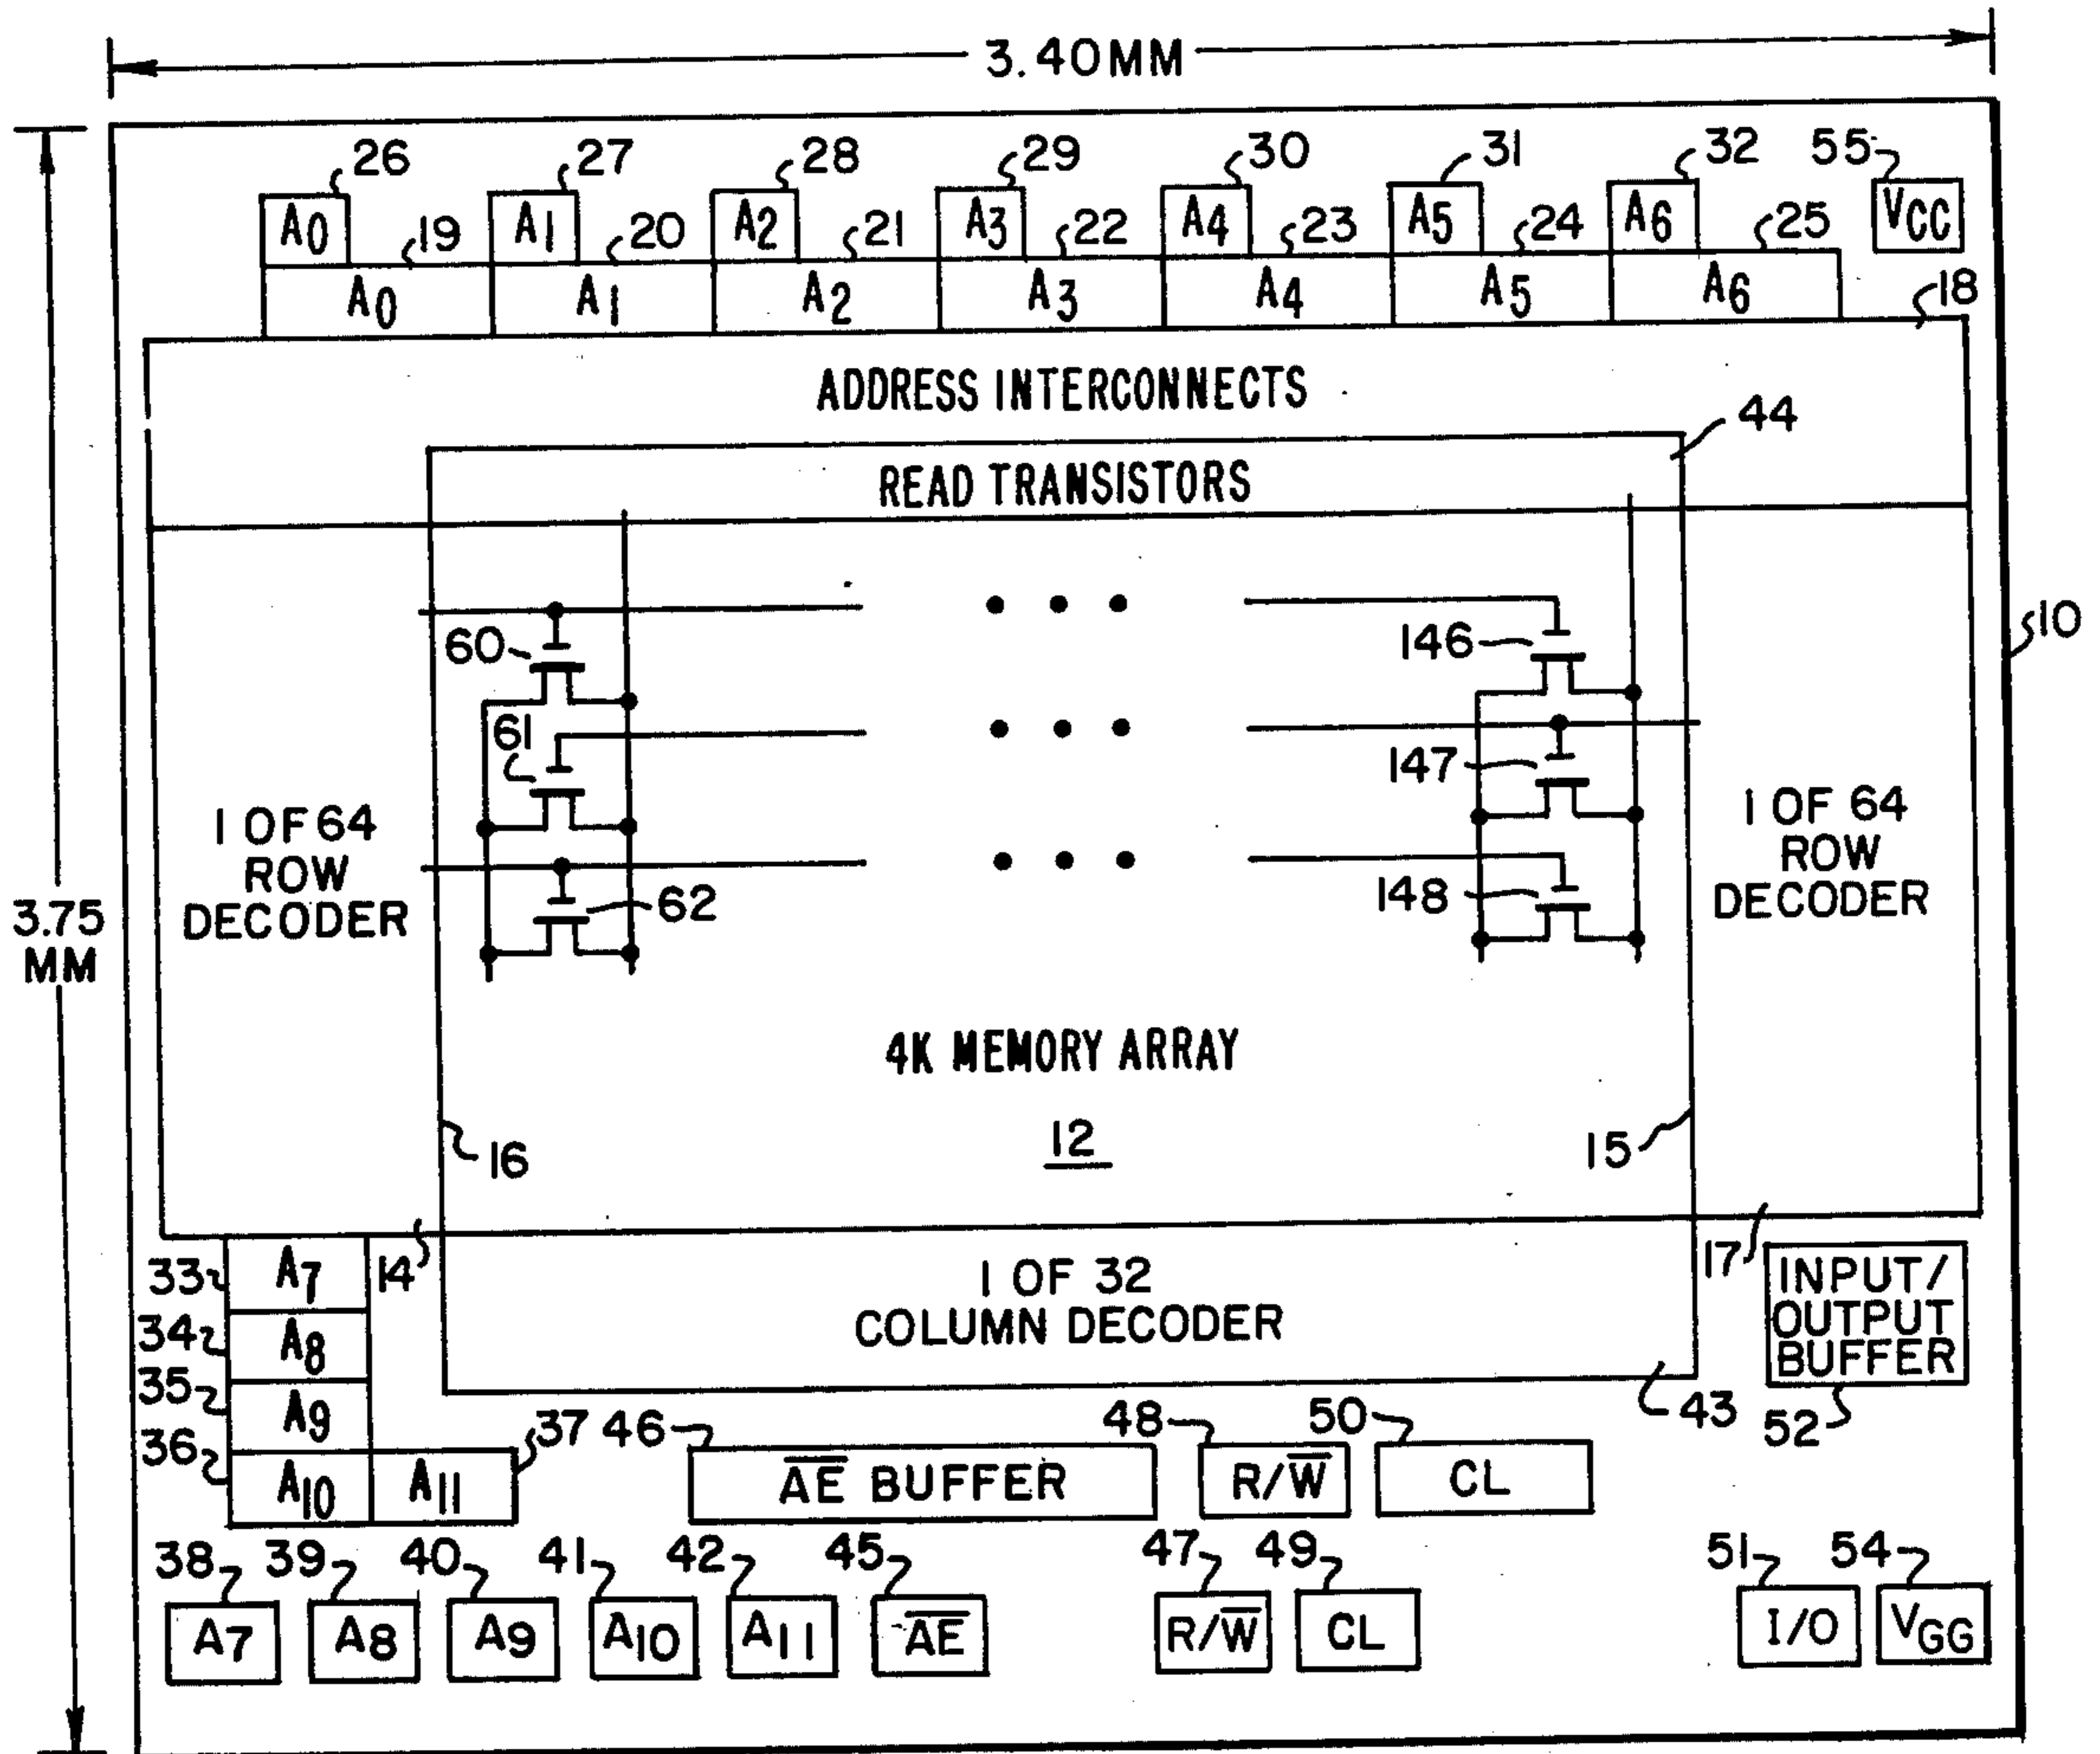 3.40MM
26 27 28 29 30 31 32 55
A0 A1 A2 A3 A4 A5 A6 VCC
19 20 21 22 23 24 25
A0 A1 A2 A3 A4 A5 A6
18
ADDRESS INTERCONNECTS
44
READ TRANSISTORS
10
60 146
61 147
62 148
1 OF 64
ROW
DECODER
1 OF 64
ROW
DECODER
3.75
MM
4K MEMORY ARRAY
12
16 15
14 17
33 A7
34 A8
35 A9
36 A10 A11 37
1 OF 32
COLUMN DECODER
43
INPUT/
OUTPUT
BUFFER
52
46 48 50
A̅E̅ BUFFER R/W̅ CL
38 39 40 41 42 45 47 49 51 54
A7 A8 A9 A10 A11 A̅E̅ R/W̅ CL I/O VGG